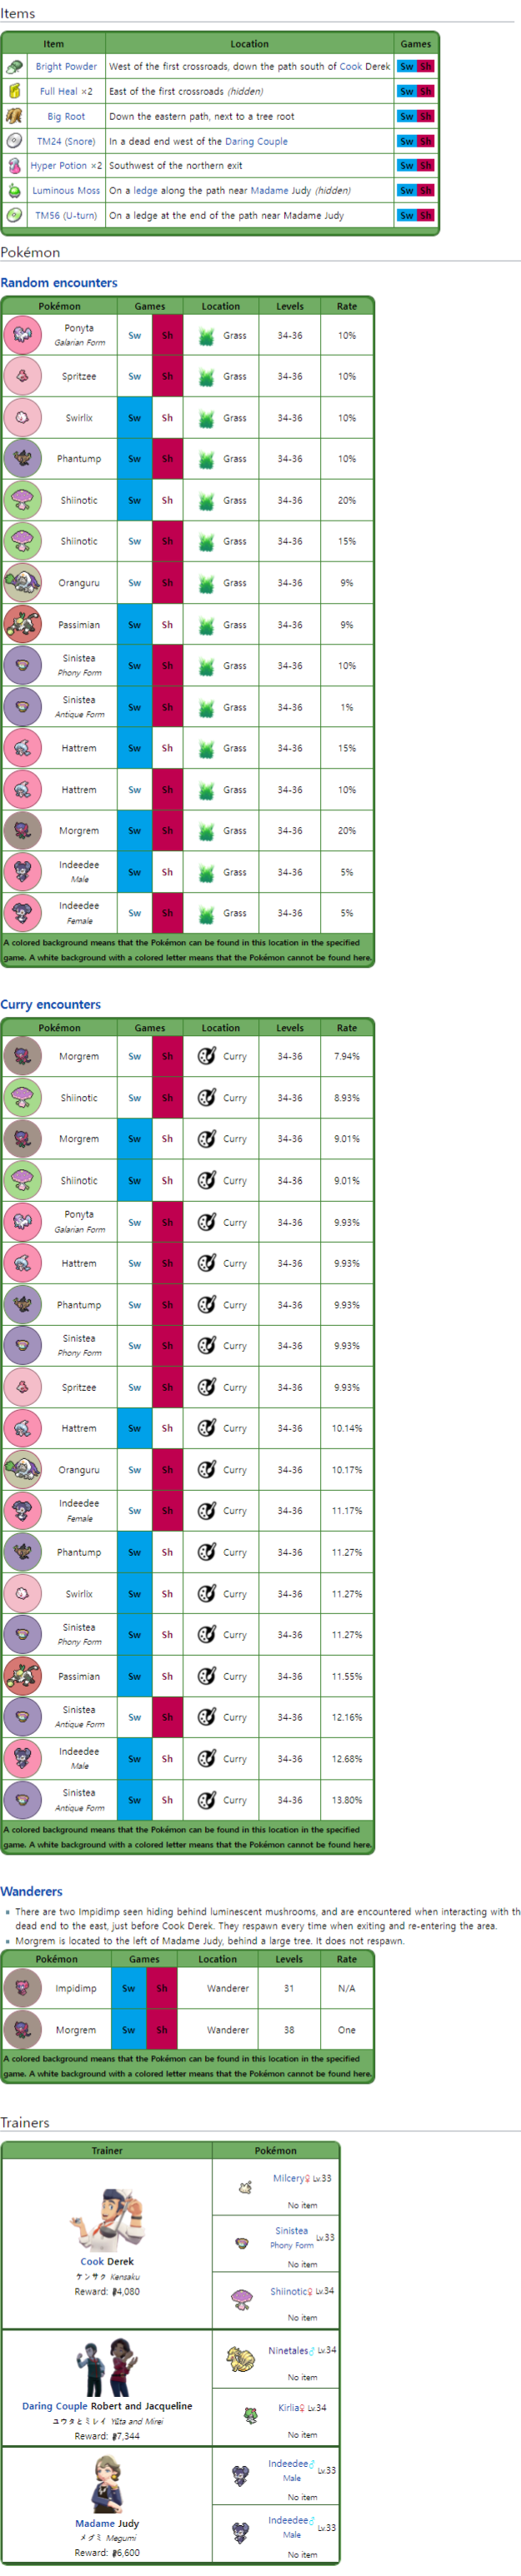 Items
Item Location Games
Bright Powder West of the first crossroads, down the path south of Cook Derek Sw Sh
Full Heal ×2 East of the first crossroads (hidden) Sw Sh
Big Root Down the eastern path, next to a tree root Sw Sh
TM24 (Snore) In a dead end west of the Daring Couple Sw Sh
Hyper Potion ×2 Southwest of the northern exit Sw Sh
Luminous Moss On a ledge along the path near Madame Judy (hidden) Sw Sh
TM56 (U-turn) On a ledge at the end of the path near Madame Judy Sw Sh
Pokémon
Random encounters
Pokémon Games Location Levels Rate
Ponyta
Galarian Form Sw Sh Grass 34-36 10%
Spritzee Sw Sh Grass 34-36 10%
Swirlix Sw Sh Grass 34-36 10%
Phantump Sw Sh Grass 34-36 10%
Shiinotic Sw Sh Grass 34-36 20%
Shiinotic Sw Sh Grass 34-36 15%
Oranguru Sw Sh Grass 34-36 9%
Passimian Sw Sh Grass 34-36 9%
Sinistea
Phony Form Sw Sh Grass 34-36 10%
Sinistea
Antique Form Sw Sh Grass 34-36 1%
Hattrem Sw Sh Grass 34-36 15%
Hattrem Sw Sh Grass 34-36 10%
Morgrem Sw Sh Grass 34-36 20%
Indeedee
Male Sw Sh Grass 34-36 5%
Indeedee
Female Sw Sh Grass 34-36 5%
A colored background means that the Pokémon can be found in this location in the specified
game. A white background with a colored letter means that the Pokémon cannot be found here.
Curry encounters
Pokémon Games Location Levels Rate
Morgrem Sw Sh Curry 34-36 7.94%
Shiinotic Sw Sh Curry 34-36 8.93%
Morgrem Sw Sh Curry 34-36 9.01%
Shiinotic Sw Sh Curry 34-36 9.01%
Ponyta
Galarian Form Sw Sh Curry 34-36 9.93%
Hattrem Sw Sh Curry 34-36 9.93%
Phantump Sw Sh Curry 34-36 9.93%
Sinistea
Phony Form Sw Sh Curry 34-36 9.93%
Spritzee Sw Sh Curry 34-36 9.93%
Hattrem Sw Sh Curry 34-36 10.14%
Oranguru Sw Sh Curry 34-36 10.17%
Indeedee
Female Sw Sh Curry 34-36 11.17%
Phantump Sw Sh Curry 34-36 11.27%
Swirlix Sw Sh Curry 34-36 11.27%
Sinistea
Phony Form Sw Sh Curry 34-36 11.27%
Passimian Sw Sh Curry 34-36 11.55%
Sinistea
Antique Form Sw Sh Curry 34-36 12.16%
Indeedee
Male Sw Sh Curry 34-36 12.68%
Sinistea
Antique Form Sw Sh Curry 34-36 13.80%
A colored background means that the Pokémon can be found in this location in the specified
game. A white background with a colored letter means that the Pokémon cannot be found here.
Wanderers
There are two Impidimp seen hiding behind luminescent mushrooms, and are encountered when interacting with th
dead end to the east, just before Cook Derek. They respawn every time when exiting and re-entering the area.
Morgrem is located to the left of Madame Judy, behind a large tree. It does not respawn.
Pokémon Games Location Levels Rate
Impidimp Sw Sh Wanderer 31 N/A
Morgrem Sw Sh Wanderer 38 One
A colored background means that the Pokémon can be found in this location in the specified
game. A white background with a colored letter means that the Pokémon cannot be found here.
Trainers
Trainer Pokémon
Cook Derek
ケンサク Kensaku
Reward: 4,080
Milcery♀ Lv.33
No item
Sinistea Lv.33
Phony Form
No item
Shiinotic♀ Lv.34
No item
Daring Couple Robert and Jacqueline
ユウタとミレイ Yūta and Mirei
Reward: 7,344
Ninetales♂ Lv.34
No item
Kirlia♀ Lv.34
No item
Madame Judy
メグミ Megumi
Reward: 6,600
Indeedee♂ Lv.33
Male
No item
Indeedee♂ Lv.33
Male
No item